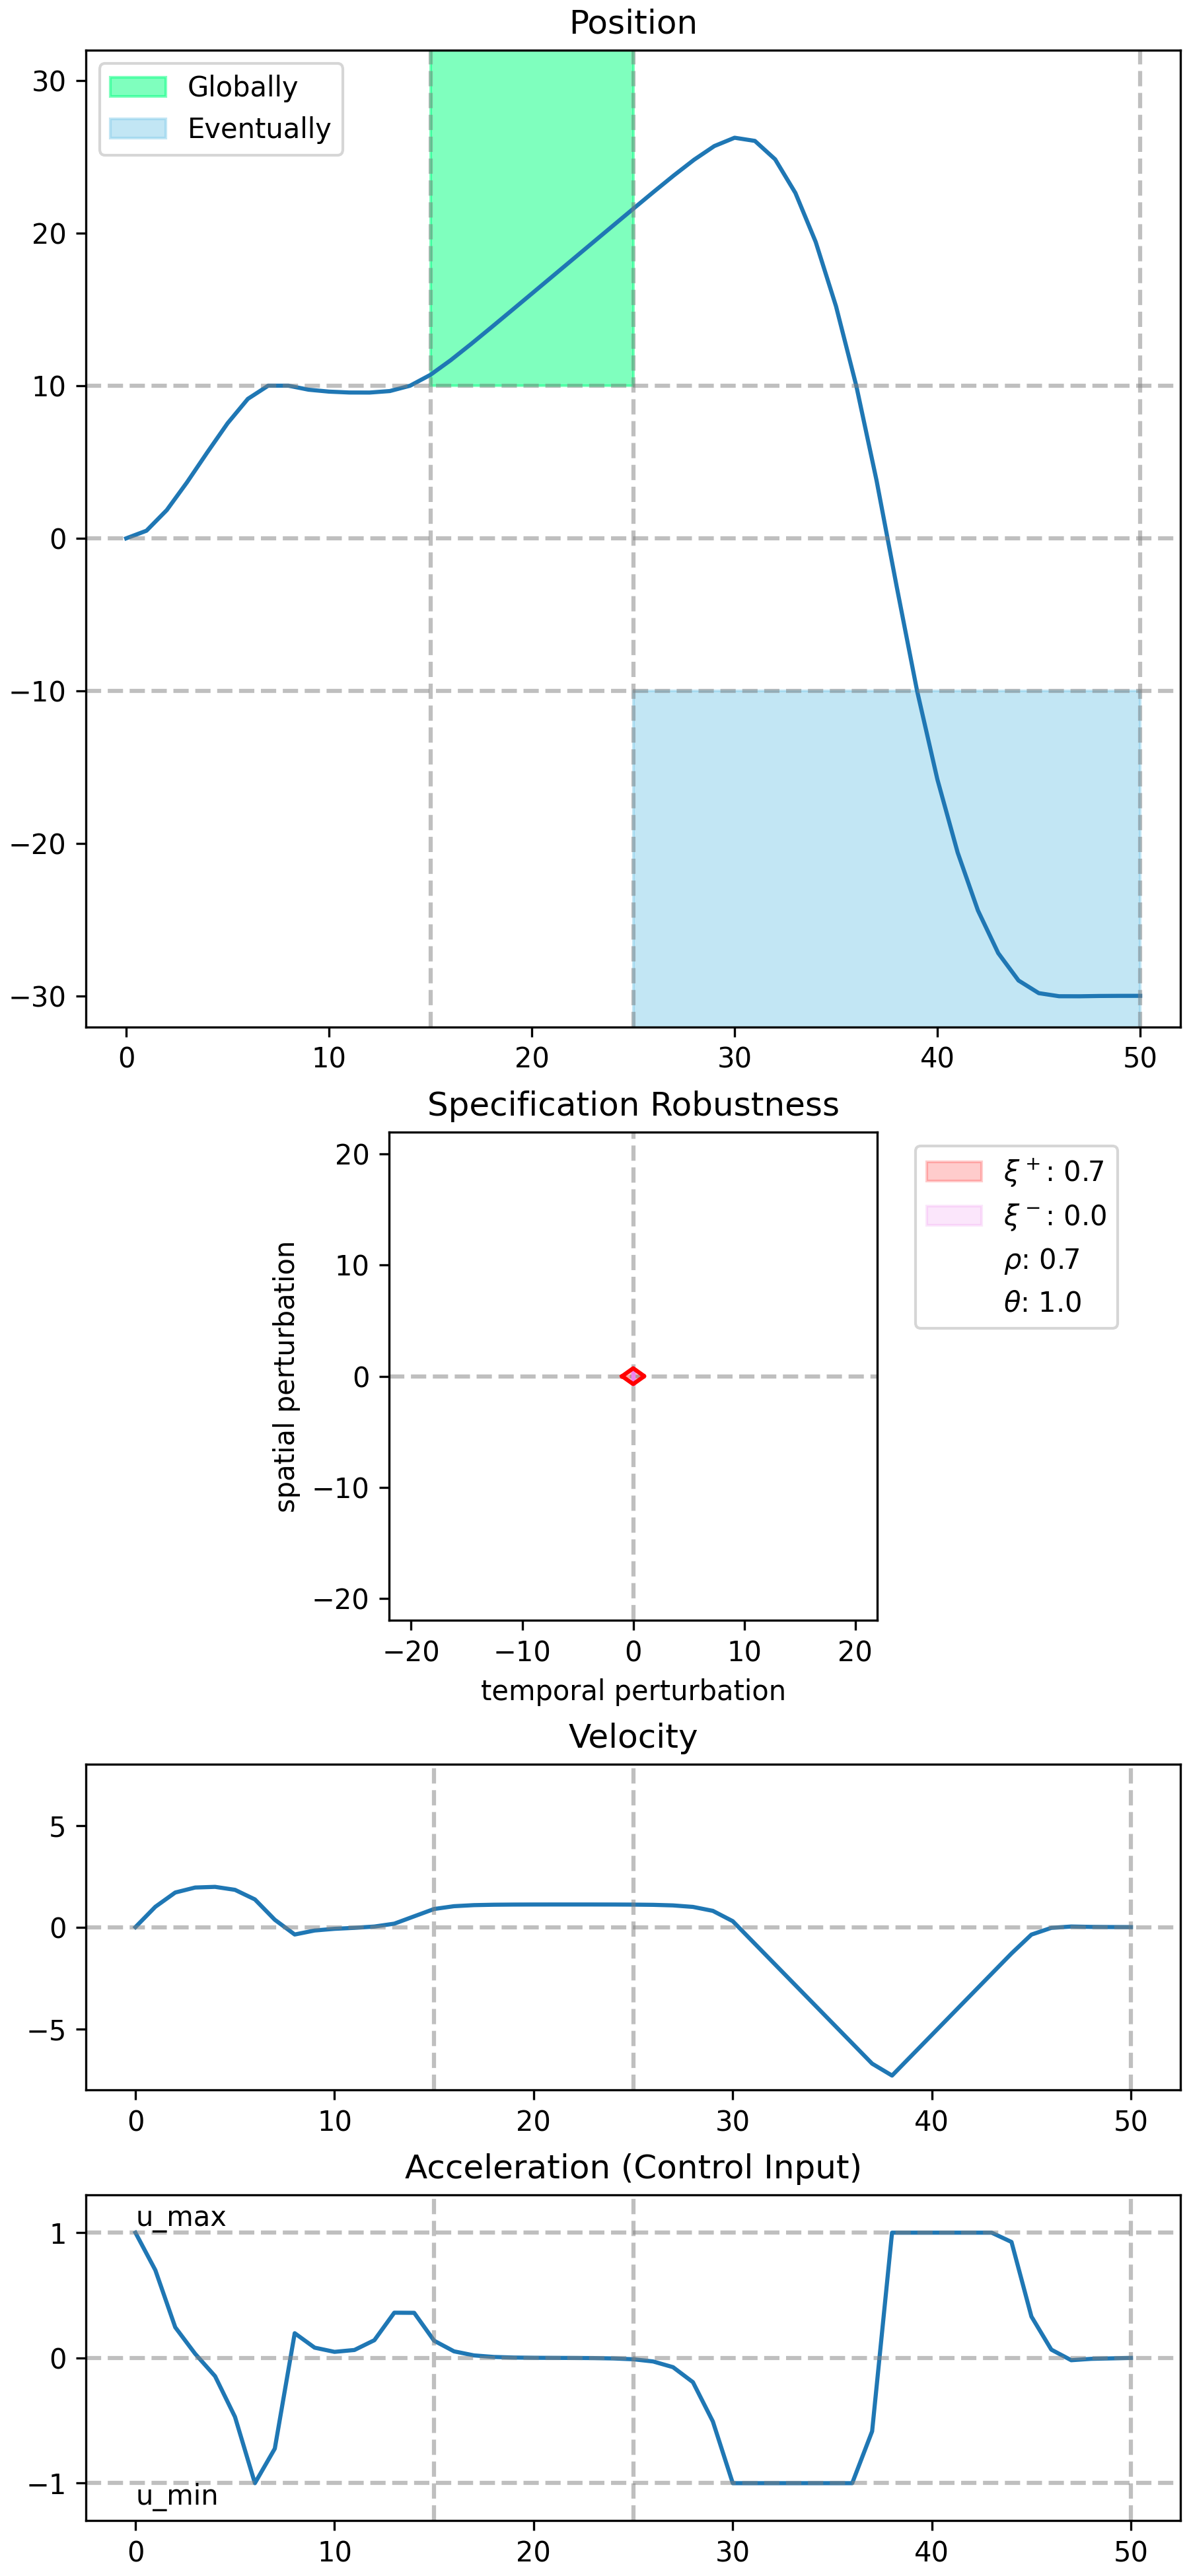 Position
30
20
10
0
−10
−20
−30
Globally
Eventually
0 10 20 30 40 50
Specification Robustness
20
10
0
−10
−20
spatial perturbation
−20 −10 0 10 20
temporal perturbation
ξ⁺: 0.7
ξ⁻: 0.0
ρ: 0.7
θ: 1.0
Velocity
5
0
−5
0 10 20 30 40 50
Acceleration (Control Input)
u_max
1
0
−1
u_min
0 10 20 30 40 50